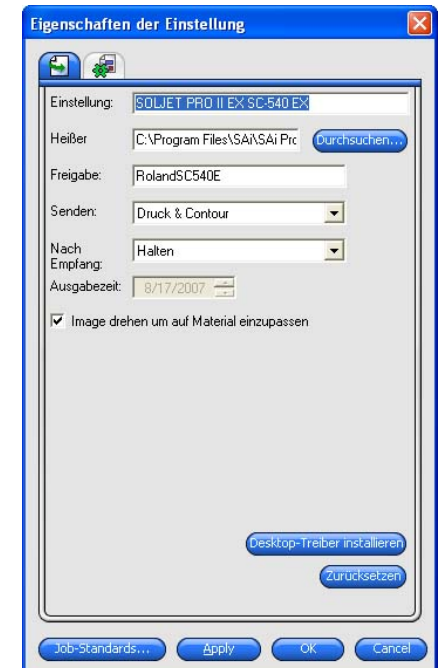 Eigenschaften der Einstellung
Einstellung: SOLJET PRO II EX SC-540 EX
Heißer C:\Program Files\SAi\SAi Prc Durchsuchen...
Freigabe: RolandSC540E
Senden: Druck & Contour
Nach Empfang: Halten
Ausgabezeit: 8/17/2007
Image drehen um auf Material einzupassen
Desktop-Treiber installieren
Zurücksetzen
Job-Standards... Apply OK Cancel